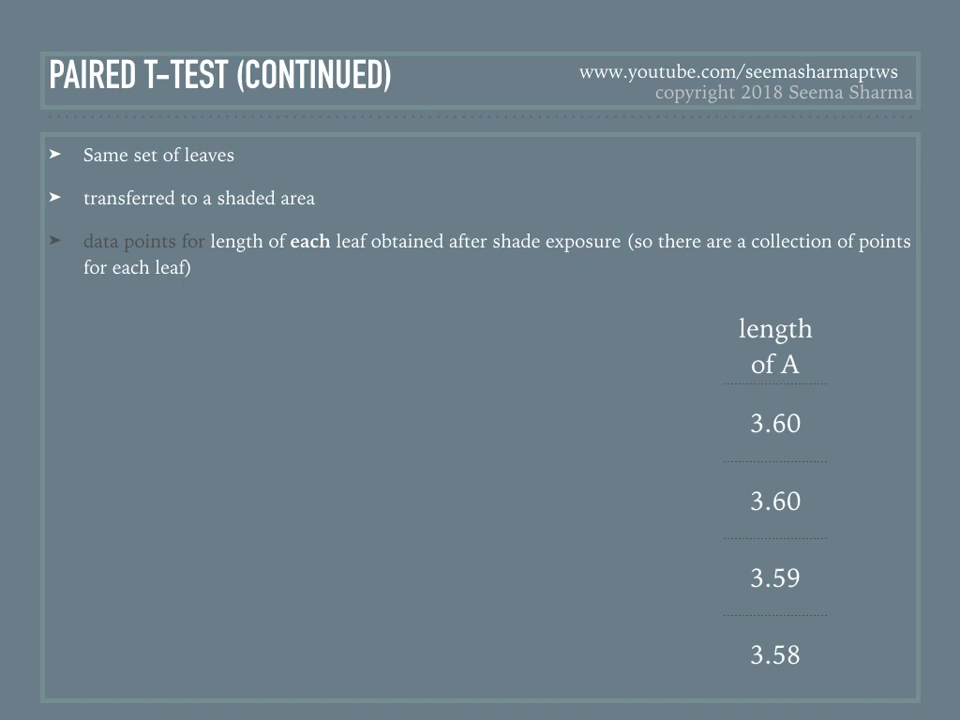 PAIRED T-TEST (CONTINUED)
www.youtube.com/seemasharmaptws
copyright 2018 Seema Sharma
➤ Same set of leaves
➤ transferred to a shaded area
➤ data points for length of each leaf obtained after shade exposure (so there are a collection of points
for each leaf)
length
of A
3.60
3.60
3.59
3.58